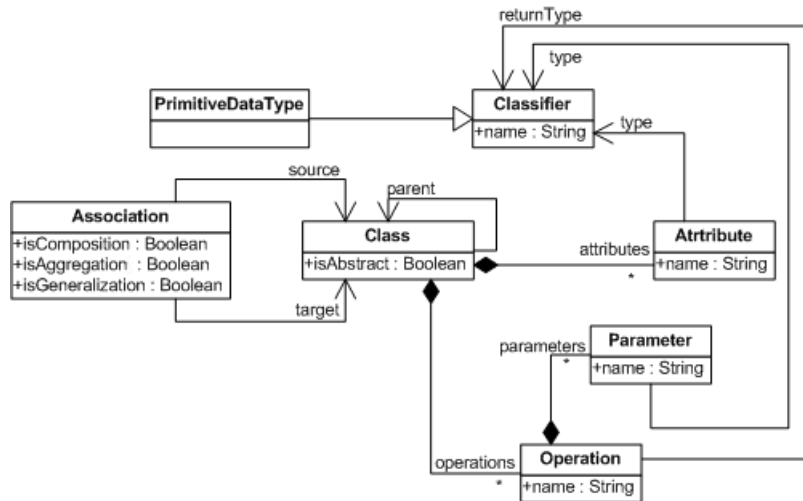 returnType
type
PrimitiveDataType
Classifier
+name : String
type
source
parent
Association
+isComposition : Boolean
+isAggregation : Boolean
+isGeneralization : Boolean
Class
+isAbstract : Boolean
attributes
*
Atrtribute
+name : String
target
parameters
*
Parameter
+name : String
operations
*
Operation
+name : String